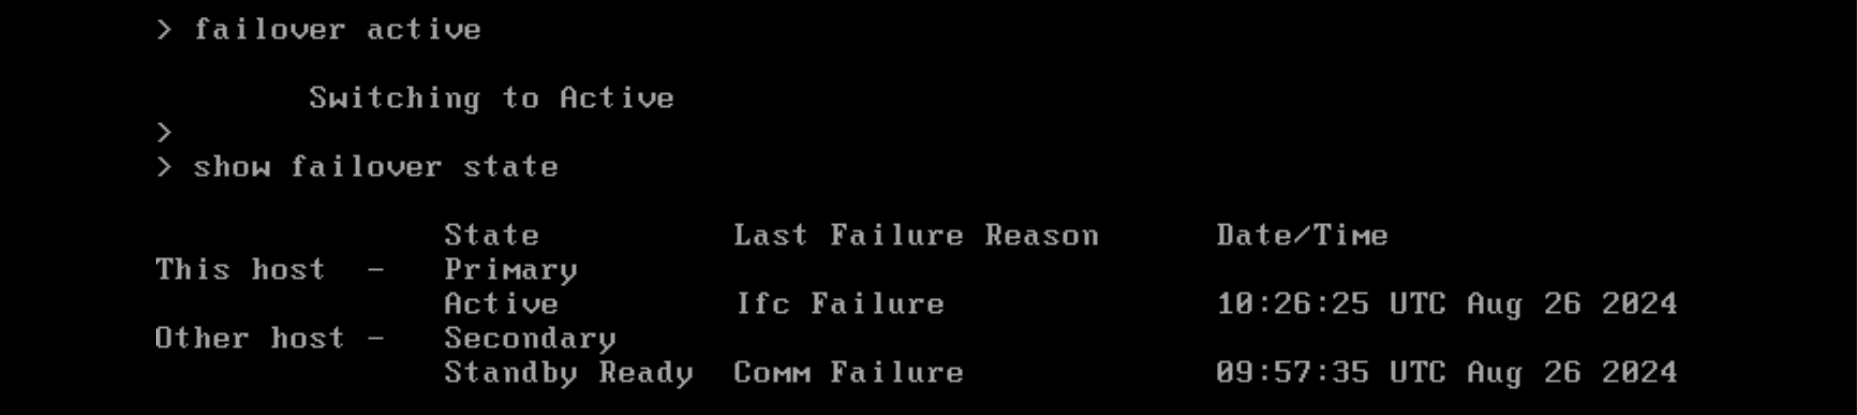 > failover active
Switching to Active
>
> show failover state
State Last Failure Reason Date/Time
This host - Primary
Active Ifc Failure 10:26:25 UTC Aug 26 2024
Other host - Secondary
Standby Ready Comm Failure 09:57:35 UTC Aug 26 2024